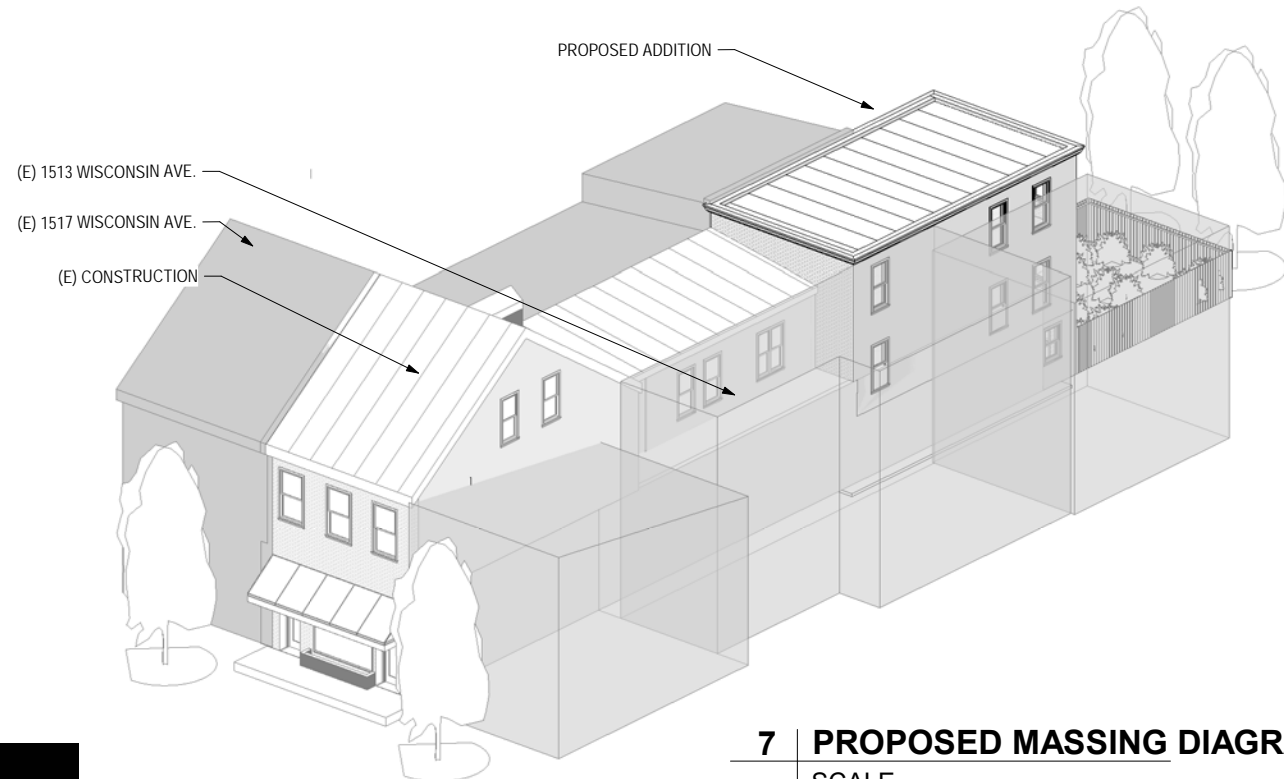 PROPOSED ADDITION
(E) 1513 WISCONSIN AVE.
(E) 1517 WISCONSIN AVE.
(E) CONSTRUCTION
7 PROPOSED MASSING DIAGR
SCALE